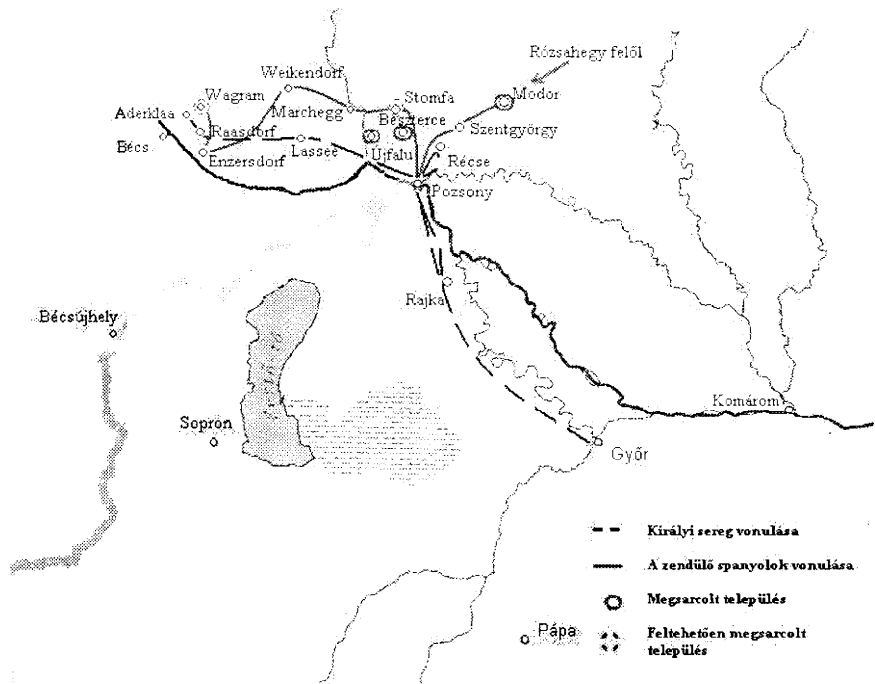 Rózsahegy felől
Weikendorf
Wagram
Stomfa
Modor
Aderklaa
Marchegg
Beszterce
Szentgyörgy
Raasdorf
Bécs
Lassee
Újfalu
Récse
Enzersdorf
Pozsony
Rajka
Bécsújhely
Komárom
Sopron
Győr
Királyi sereg vonulása
A zendülő spanyolok vonulása
Megsarcolt település
Pápa
Feltehetően megsarcolt
település